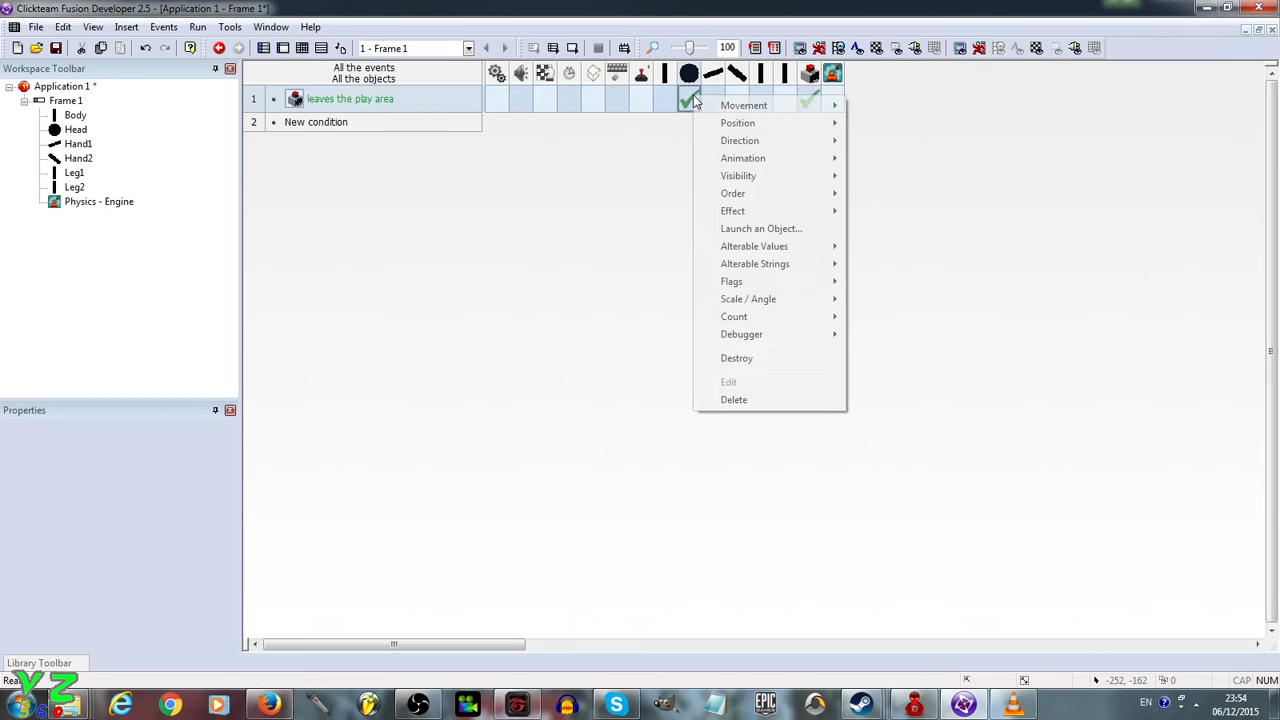 Clickteam Fusion Developer 2.5 - [Application 1 - Frame 1*]
File Edit View Insert Events Run Tools Window Help
1 - Frame 1
100
Workspace Toolbar
Application 1 *
Frame 1
Body
Head
Hand1
Hand2
Leg1
Leg2
Physics - Engine
Properties
All the events
All the objects
1 leaves the play area
2 New condition
Movement
Position
Direction
Animation
Visibility
Order
Effect
Launch an Object...
Alterable Values
Alterable Strings
Flags
Scale / Angle
Count
Debugger
Destroy
Edit
Delete
Library Toolbar
-252, -162
0
CAP NUM
YZ
EPIC GAMES
EN
23:54
06/12/2015